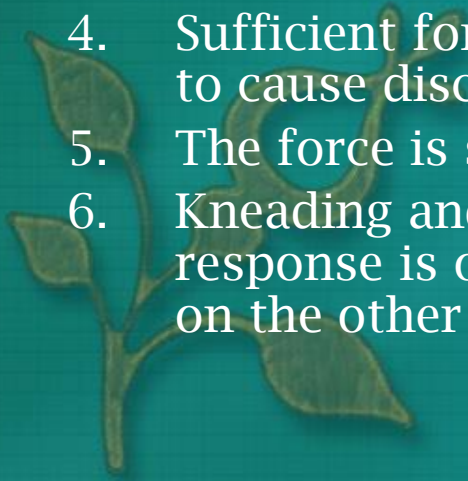 4. Sufficient for
to cause disc
5. The force is s
6. Kneading and
response is c
on the other